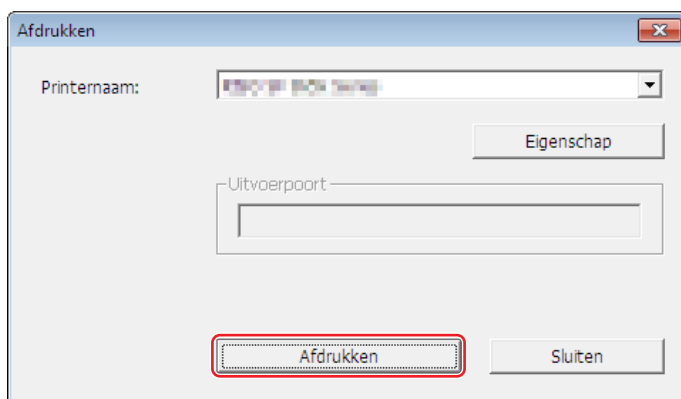 Afdrukken
Printernaam:
Eigenschap
Uitvoerpoort
Afdrukken Sluiten